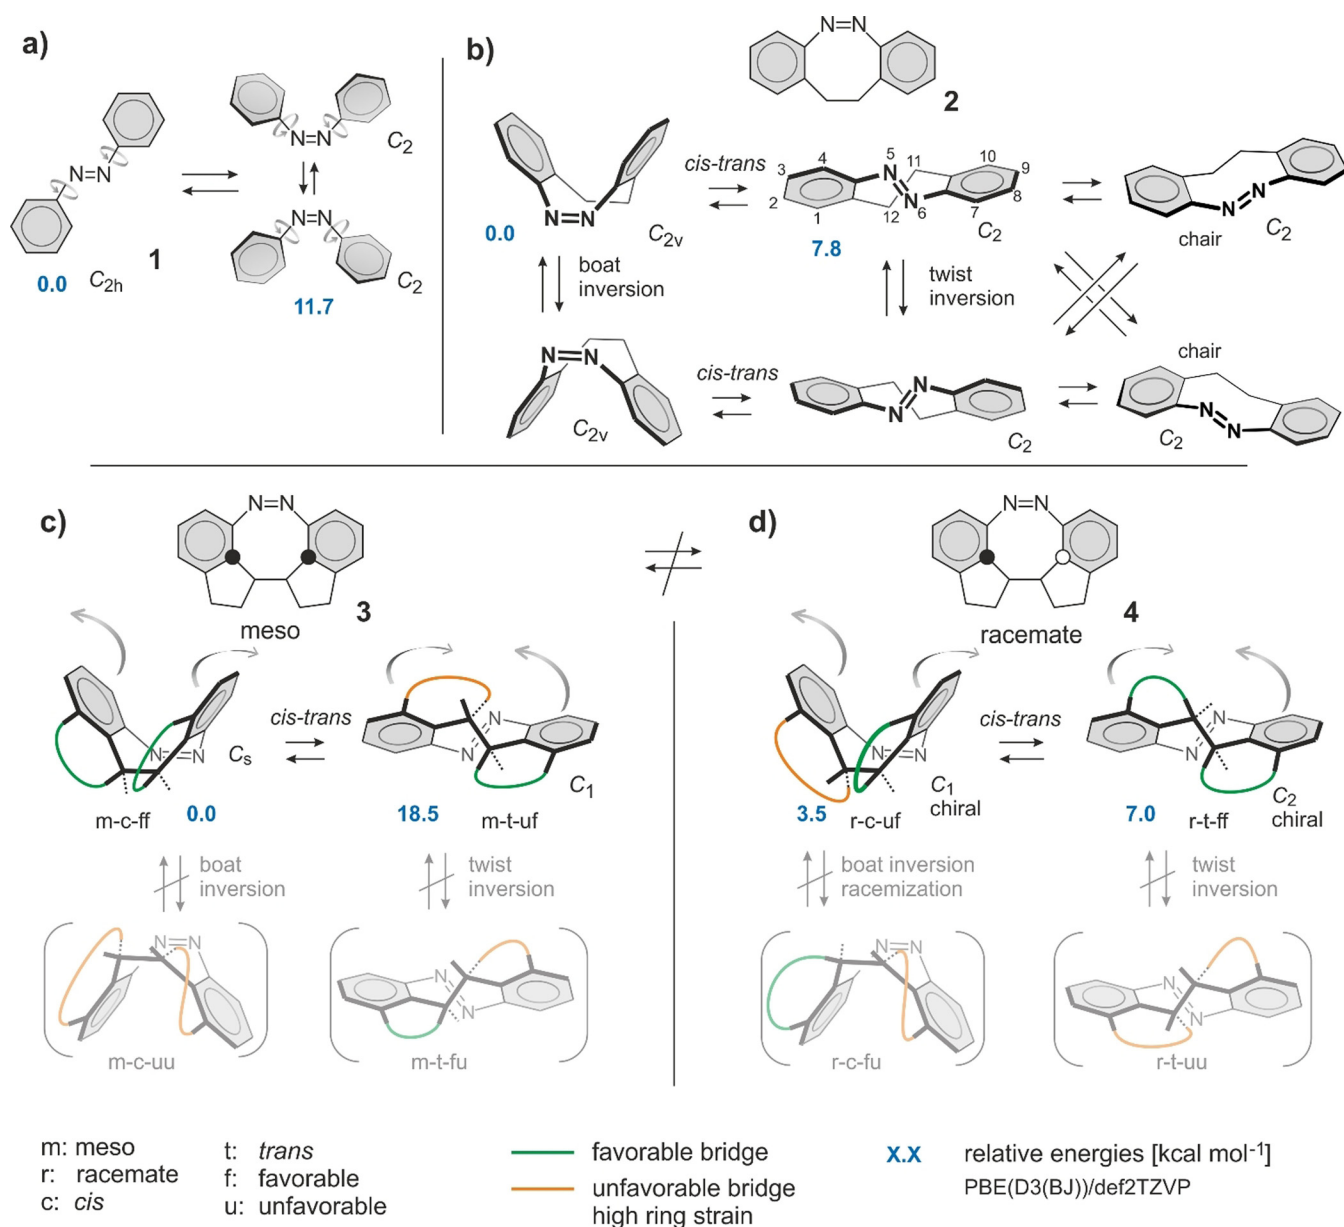 a)
N=N
1
0.0
C2h
N=N
C2
N=N
C2
11.7
b)
N=N
2
N=N
0.0
C2v
cis-trans
1
2
3
4
5
N
N
6
7
8
9
10
11
12
7.8
C2
N=N
chair
C2
boat
inversion
twist
inversion
N=N
C2v
cis-trans
N
N
C2
chair
N=N
C2
c)
N=N
3
meso
N=N
Cs
m-c-ff
0.0
cis-trans
N
N
C1
18.5
m-t-uf
boat
inversion
twist
inversion
N=N
m-c-uu
N
N
m-t-fu
d)
N=N
4
racemate
N=N
C1
chiral
3.5
r-c-uf
cis-trans
N
N
C2
chiral
7.0
r-t-ff
boat inversion
racemization
twist
inversion
N=N
r-c-fu
N
N
r-t-uu
m: meso
r: racemate
c: cis
t: trans
f: favorable
u: unfavorable
favorable bridge
unfavorable bridge
high ring strain
X.X relative energies [kcal mol-1]
PBE(D3(BJ))/def2TZVP